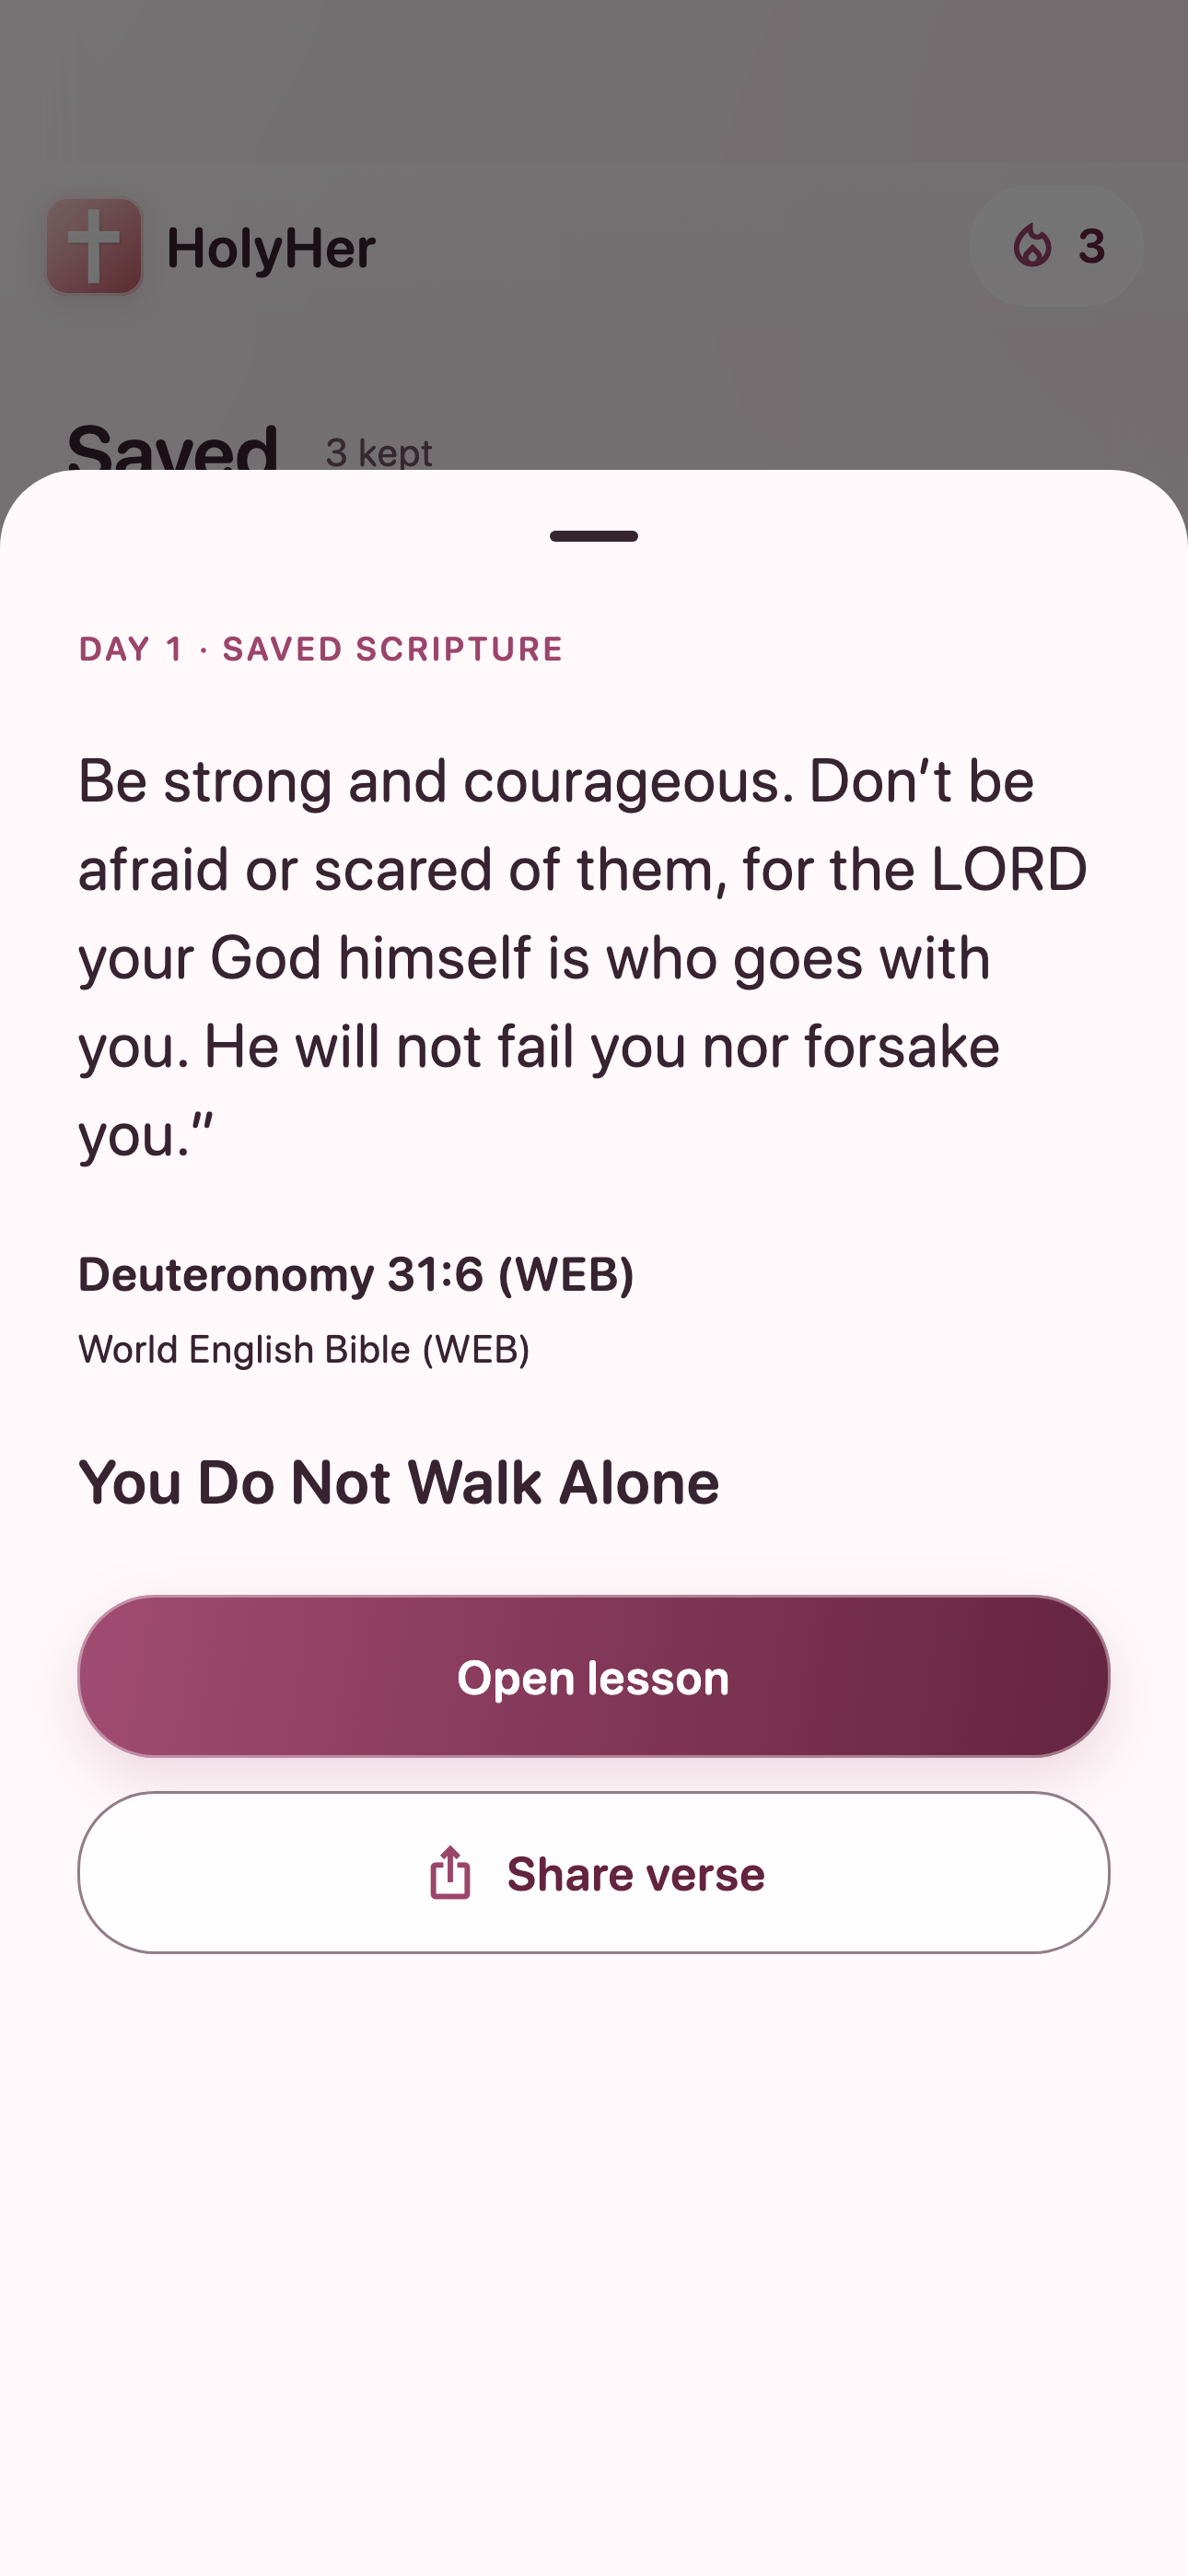 HolyHer
3
Saved 3 kept
DAY 1 · SAVED SCRIPTURE
Be strong and courageous. Don’t be
afraid or scared of them, for the LORD
your God himself is who goes with
you. He will not fail you nor forsake
you.”
Deuteronomy 31:6 (WEB)
World English Bible (WEB)
You Do Not Walk Alone
Open lesson
Share verse